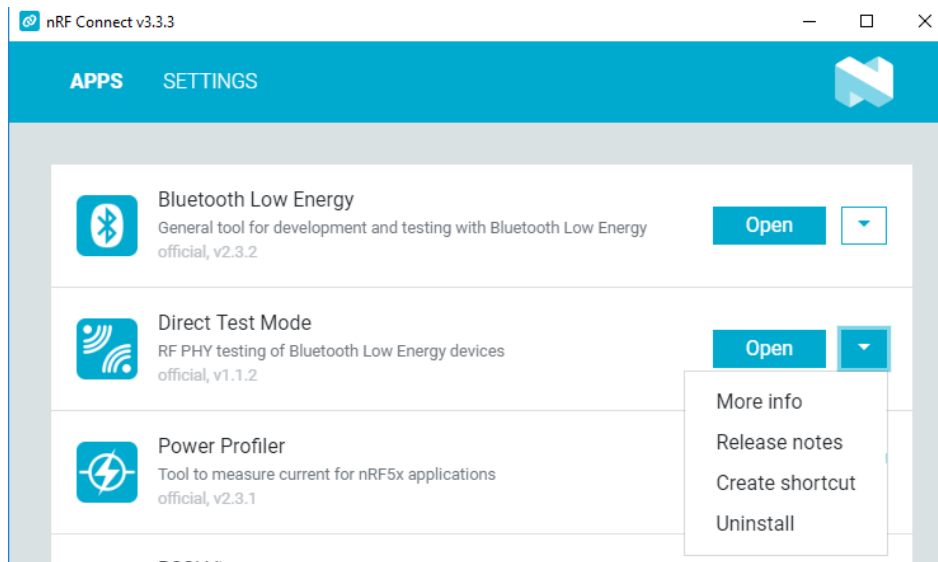 nRF Connect v3.3.3
APPS SETTINGS
Bluetooth Low Energy
General tool for development and testing with Bluetooth Low Energy
official, v2.3.2
Open
Direct Test Mode
RF PHY testing of Bluetooth Low Energy devices
official, v1.1.2
Open
More info
Release notes
Create shortcut
Uninstall
Power Profiler
Tool to measure current for nRF5x applications
official, v2.3.1